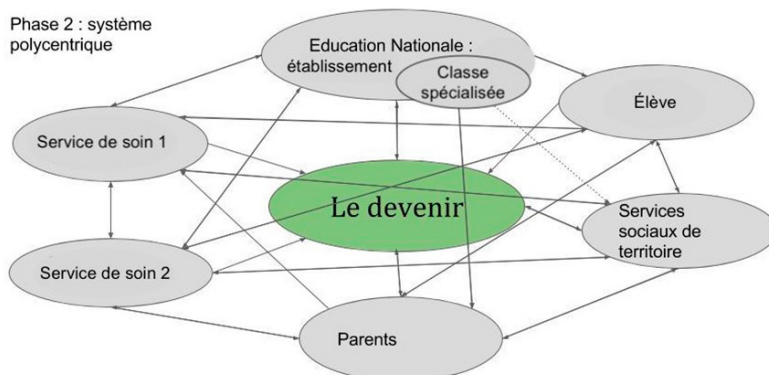 Phase 2 : système
polycentrique
Education Nationale :
établissement
Classe
spécialisée
Élève
Service de soin 1
Le devenir
Services
sociaux de
territoire
Service de soin 2
Parents